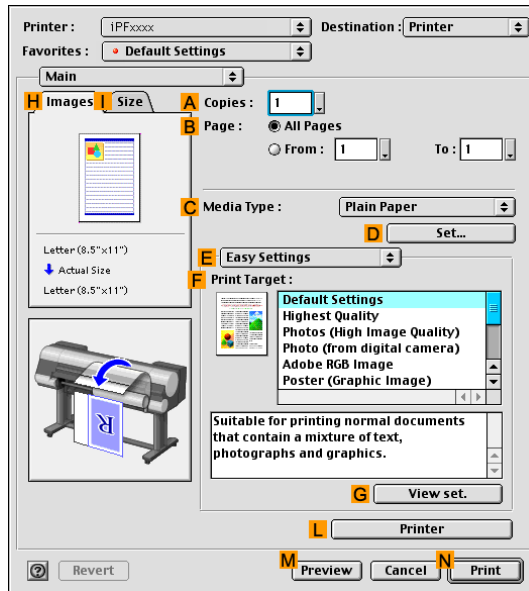 Printer : iPFxxxx Destination : Printer
Favorites : Default Settings
Main
H Images I Size
A Copies : 1
B Page : All Pages
From : 1 To : 1
C Media Type : Plain Paper
D Set...
Letter (8.5"x11")
Actual Size
Letter (8.5"x11")
E Easy Settings
F Print Target :
Default Settings
Highest Quality
Photos (High Image Quality)
Photo (from digital camera)
Adobe RGB Image
Poster (Graphic Image)
R
Suitable for printing normal documents
that contain a mixture of text,
photographs and graphics.
G View set.
L Printer
? Revert M Preview Cancel N Print